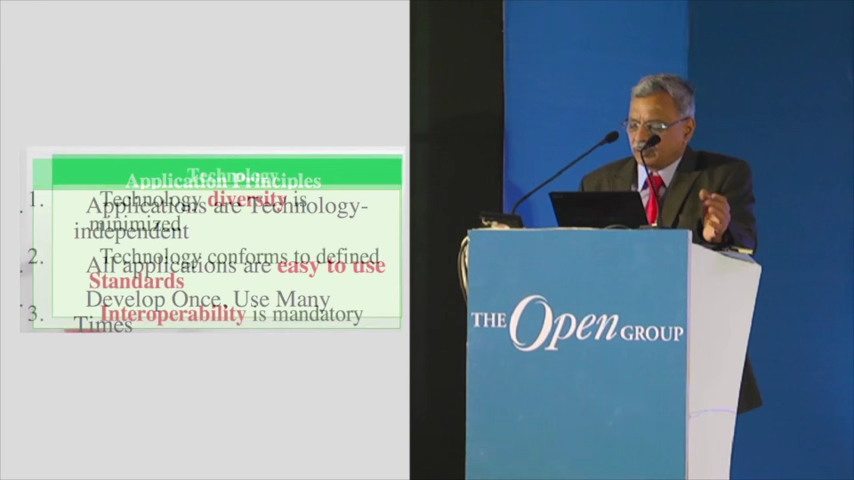 Technology
Application Principles
1. Technology diversity is
Applications are Technology-
minimized
independent
2. Technology conforms to defined
All applications are easy to use
Standards
Develop Once, Use Many
3. Interoperability is mandatory
Times
THE Open GROUP